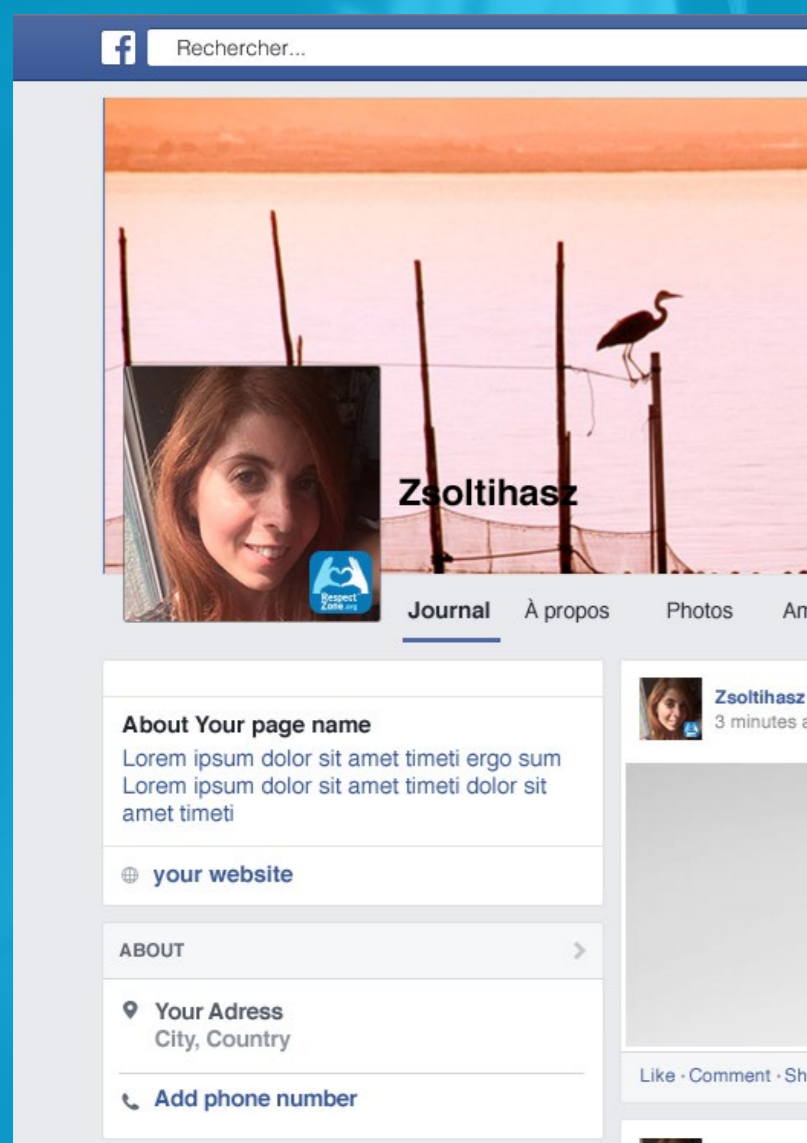 f
Rechercher...
Zsoltihasz
Respect
Zone.org
Journal À propos Photos Am
About Your page name
Lorem ipsum dolor sit amet timeti ergo sum
Lorem ipsum dolor sit amet timeti dolor sit
amet timeti
your website
ABOUT
Your Adress
City, Country
Add phone number
Zsoltihasz
3 minutes a
Like · Comment · Sh